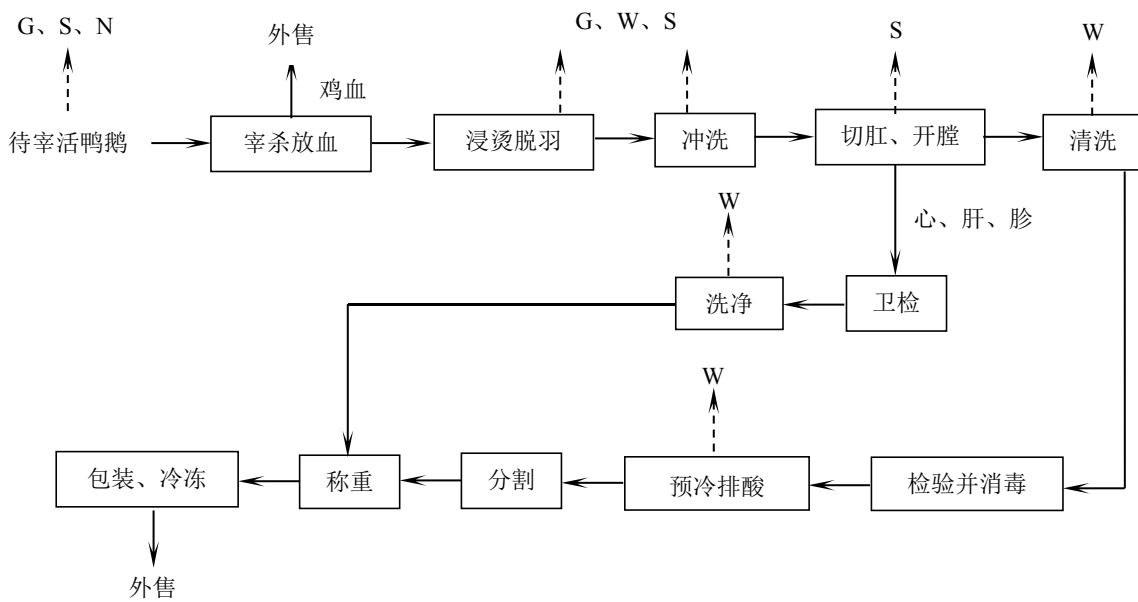 G、S、N
外售
G、W、S
S
W
鸡血
待宰活鸭鹅
宰杀放血
浸烫脱羽
冲洗
切肛、开膛
清洗
W
心、肝、胗
洗净
卫检
W
包装、冷冻
称重
分割
预冷排酸
检验并消毒
外售